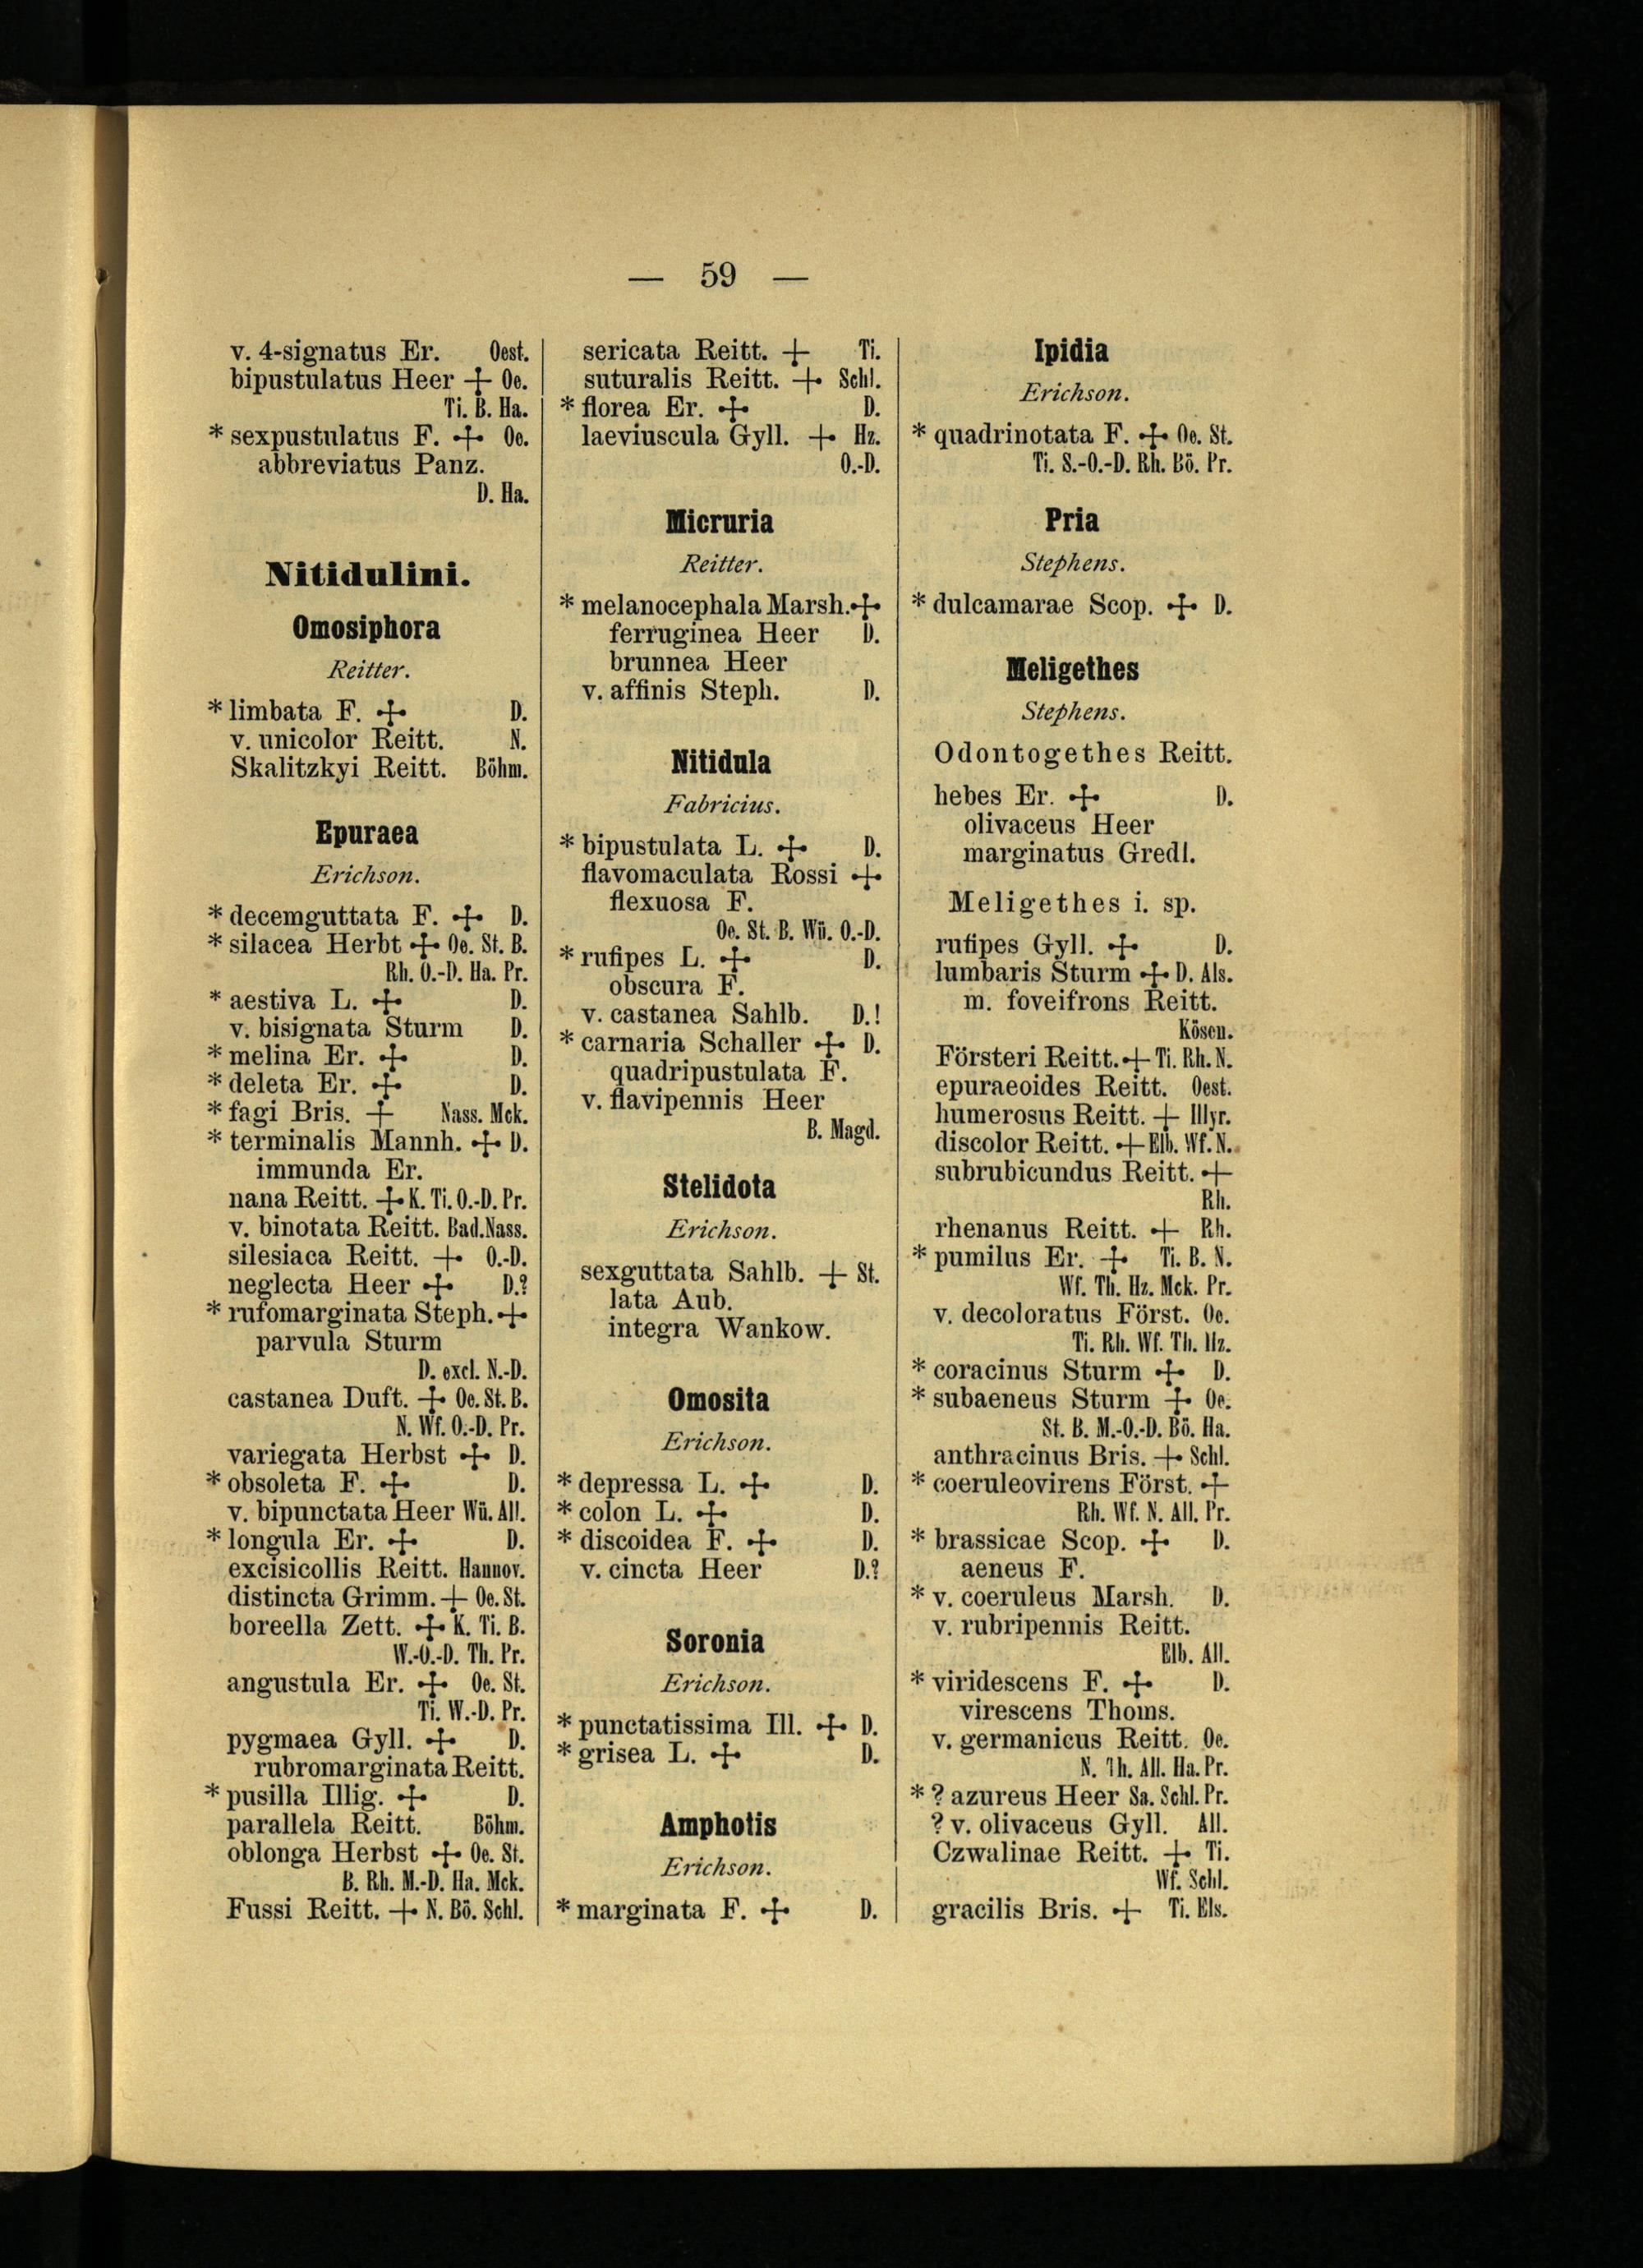 — 59 —
v. 4-signatus Er. Oest.
bipustulatus Heer + Oe.
Ti. B. Ha.
* sexpustulatus F. + Oe.
abbreviatus Panz.
D. Ha.
Nitidulini.
Omosiphora
Reitter.
* limbata F. + D.
v. unicolor Reitt. N.
Skalitzkyi Reitt. Böhm.
Epuraea
Erichson.
* decemguttata F. + D.
* silacea Herbt + Oe. St. B.
Rh. O.-D. Ha. Pr.
* aestiva L. + D.
v. bisignata Sturm D.
* melina Er. + D.
* deleta Er. + D.
* fagi Bris. + Nass. Mck.
* terminalis Mannh. + D.
immunda Er.
nana Reitt. + K. Ti. O.-D. Pr.
v. binotata Reitt. Bad. Nass.
silesiaca Reitt. + O.-D.
neglecta Heer + D.?
* rufomarginata Steph. +
parvula Sturm
D. excl. N.-D.
castanea Duft. + Oe. St. B.
N. Wf. O.-D. Pr.
variegata Herbst + D.
* obsoleta F. + D.
v. bipunctata Heer Wü. All.
* longula Er. + D.
excisicollis Reitt. Hannov.
distincta Grimm. + Oe. St.
boreella Zett. + K. Ti. B.
W.-O.-D. Th. Pr.
angustula Er. + Oe. St.
Ti. W.-D. Pr.
pygmaea Gyll. + D.
rubromarginata Reitt.
* pusilla Illig. + D.
parallela Reitt. Böhm.
oblonga Herbst + Oe. St.
B. Rh. M.-D. Ha. Mck.
Fussi Reitt. + N. Bö. Schl.
sericata Reitt. + Ti.
suturalis Reitt. + Schl.
* florea Er. + D.
laeviuscula Gyll. + Hz.
O.-D.
Micruria
Reitter.
* melanocephala Marsh. +
ferruginea Heer D.
brunnea Heer
v. affinis Steph. D.
Nitidula
Fabricius.
* bipustulata L. + D.
flavomaculata Rossi +
flexuosa F.
Oe. St. B. Wü. O.-D.
* rufipes L. + D.
obscura F.
v. castanea Sahlb. D.!
* carnaria Schaller + D.
quadripustulata F.
v. flavipennis Heer
B. Magd.
Stelidota
Erichson.
sexguttata Sahlb. + St.
lata Aub.
integra Wankow.
Omosita
Erichson.
* depressa L. + D.
* colon L. + D.
* discoidea F. + D.
v. cincta Heer D.?
Soronia
Erichson.
* punctatissima Ill. + D.
* grisea L. + D.
Amphotis
Erichson.
* marginata F. + D.
Ipidia
Erichson.
* quadrinotata F. + Oe. St.
Ti. S.-O.-D. Rh. Bö. Pr.
Pria
Stephens.
* dulcamarae Scop. + D.
Meligethes
Stephens.
Odontogethes Reitt.
hebes Er. + D.
olivaceus Heer
marginatus Gredl.
Meligethes i. sp.
rufipes Gyll. + D.
lumbaris Sturm + D. Als.
m. foveifrons Reitt.
Kösen.
Försteri Reitt. + Ti. Rh. N.
epuraeoides Reitt. Oest.
humerosus Reitt. + Illyr.
discolor Reitt. + Elb. Wf. N.
subrubicundus Reitt. +
Rh.
rhenanus Reitt. + Rh.
* pumilus Er. + Ti. B. N.
Wf. Th. Hz. Mck. Pr.
v. decoloratus Först. Oe.
Ti. Rh. Wf. Th. Hz.
* coracinus Sturm + D.
* subaeneus Sturm + Oe.
St. B. M.-O.-D. Bö. Ha.
anthracinus Bris. + Schl.
* coeruleovirens Först. +
Rh. Wf. N. All. Pr.
* brassicae Scop. + D.
aeneus F.
* v. coeruleus Marsh. D.
v. rubripennis Reitt.
Elb. All.
* viridescens F. + D.
virescens Thoms.
v. germanicus Reitt. Oe.
N. Th. All. Ha. Pr.
* ? azureus Heer Sa. Schl. Pr.
? v. olivaceus Gyll. All.
Czwalinae Reitt. + Ti.
Wf. Schl.
gracilis Bris. + Ti. Els.